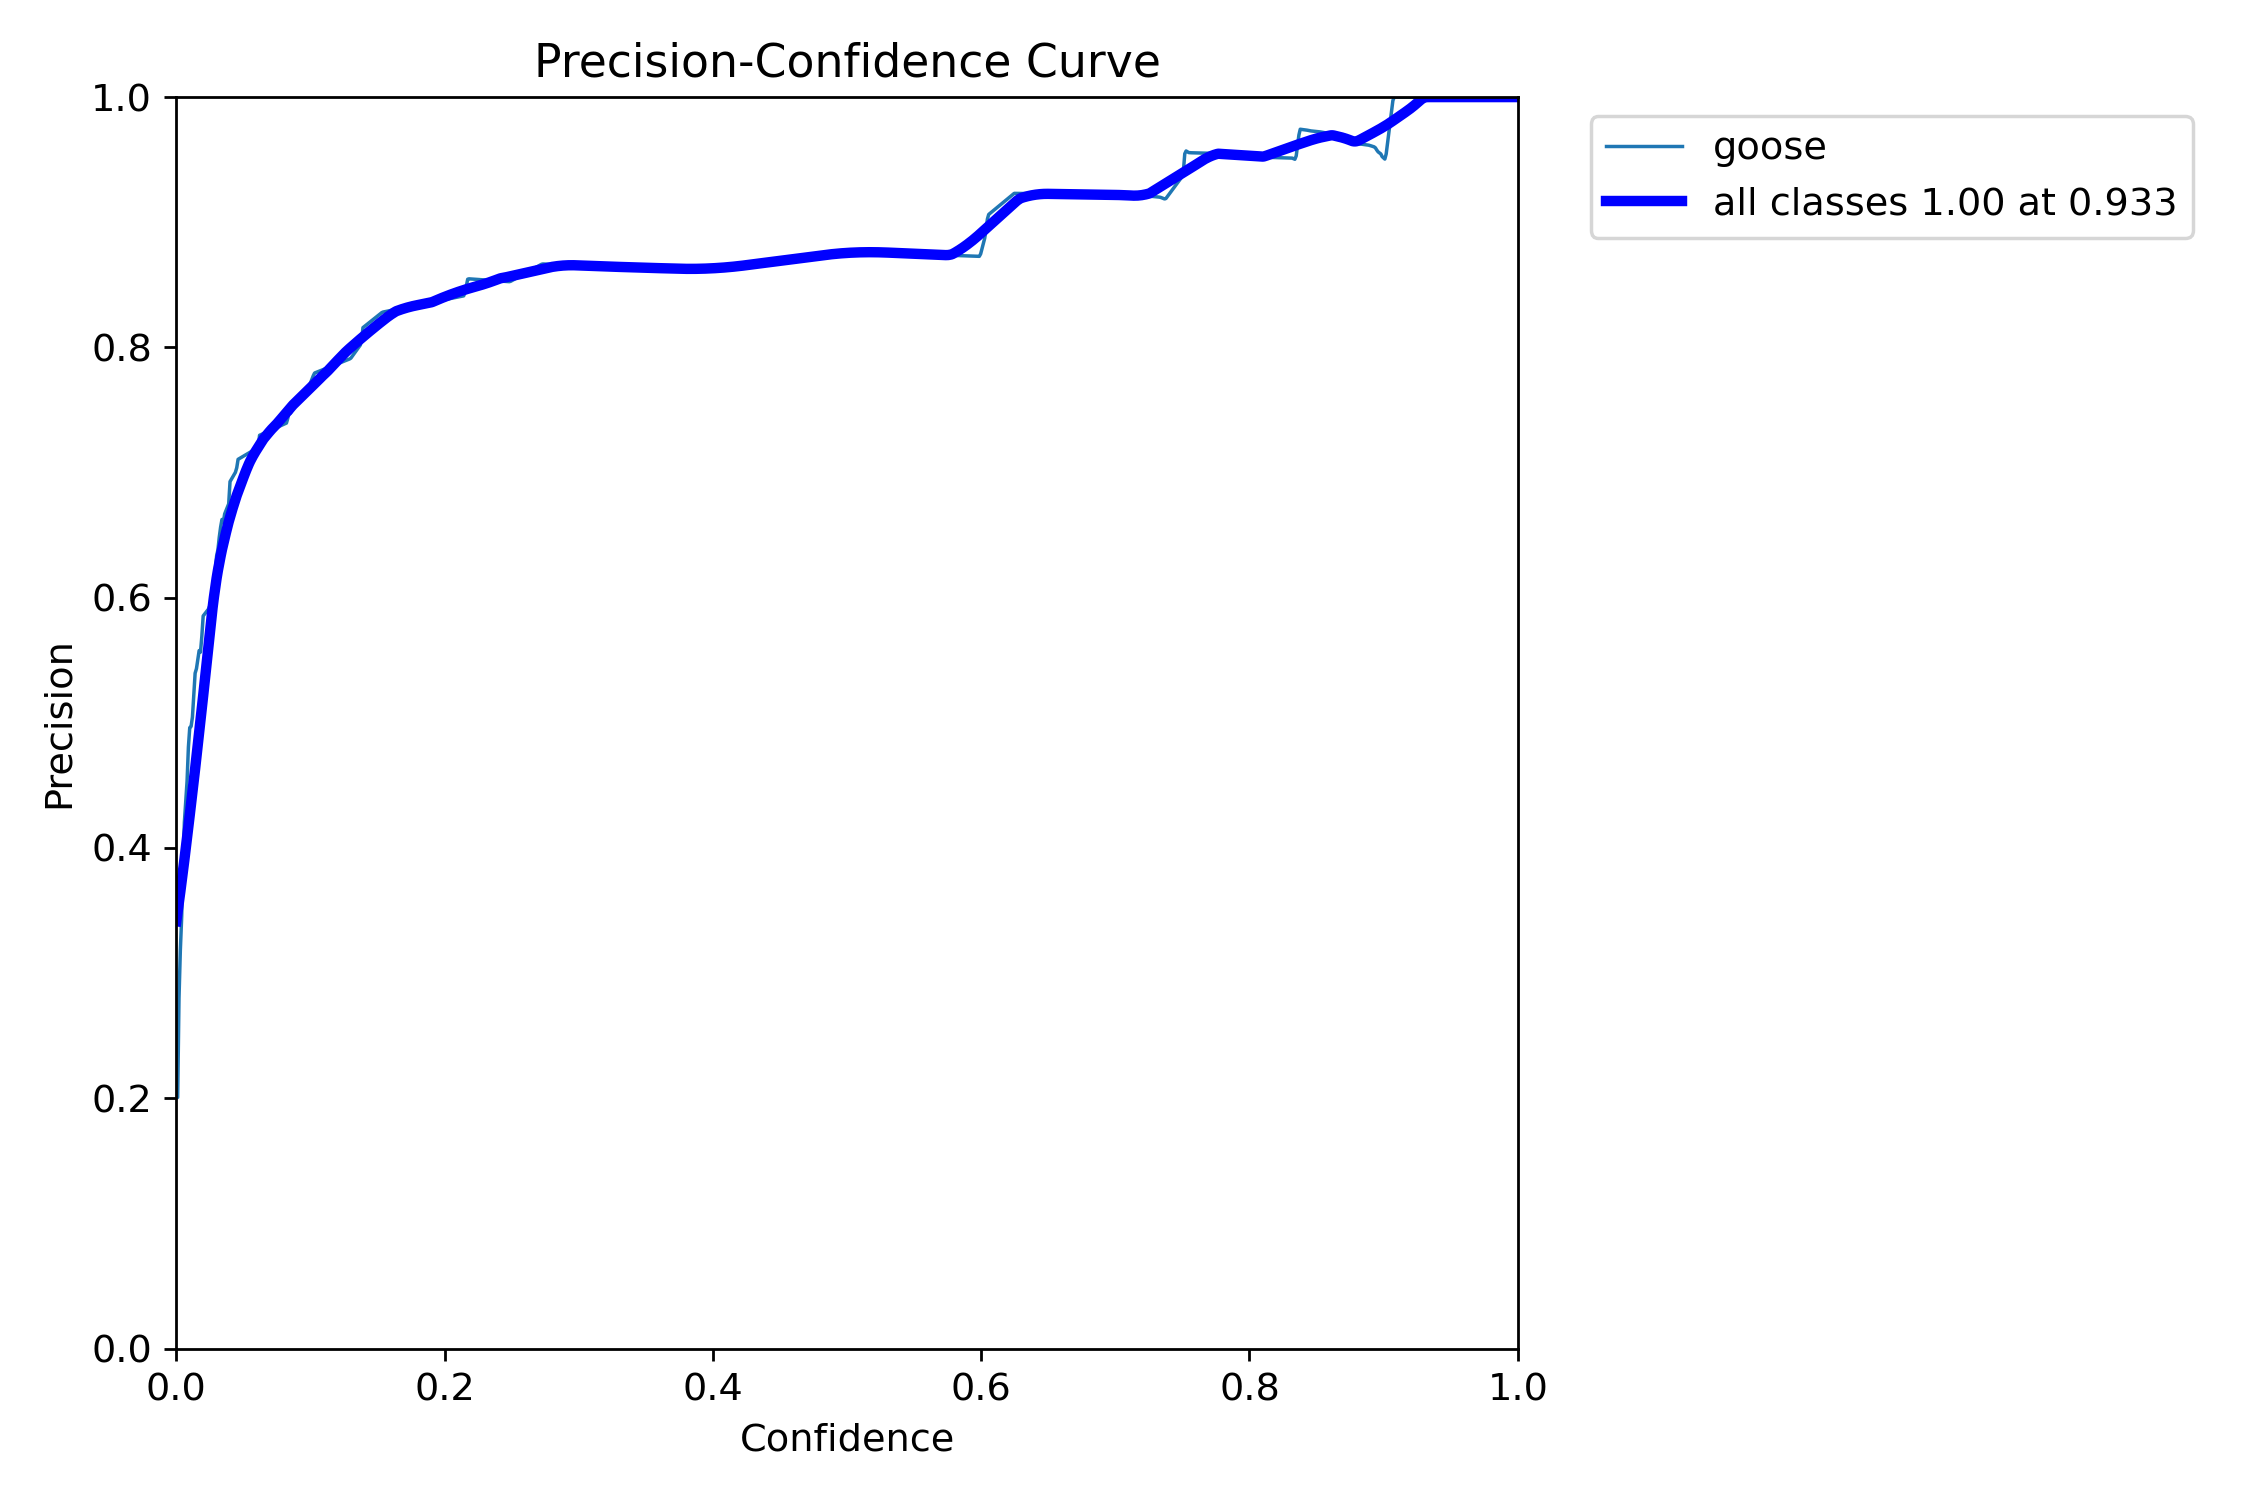 Precision-Confidence Curve
goose
all classes 1.00 at 0.933
1.0
0.8
0.6
0.4
0.2
0.0
Precision
0.0 0.2 0.4 0.6 0.8 1.0
Confidence